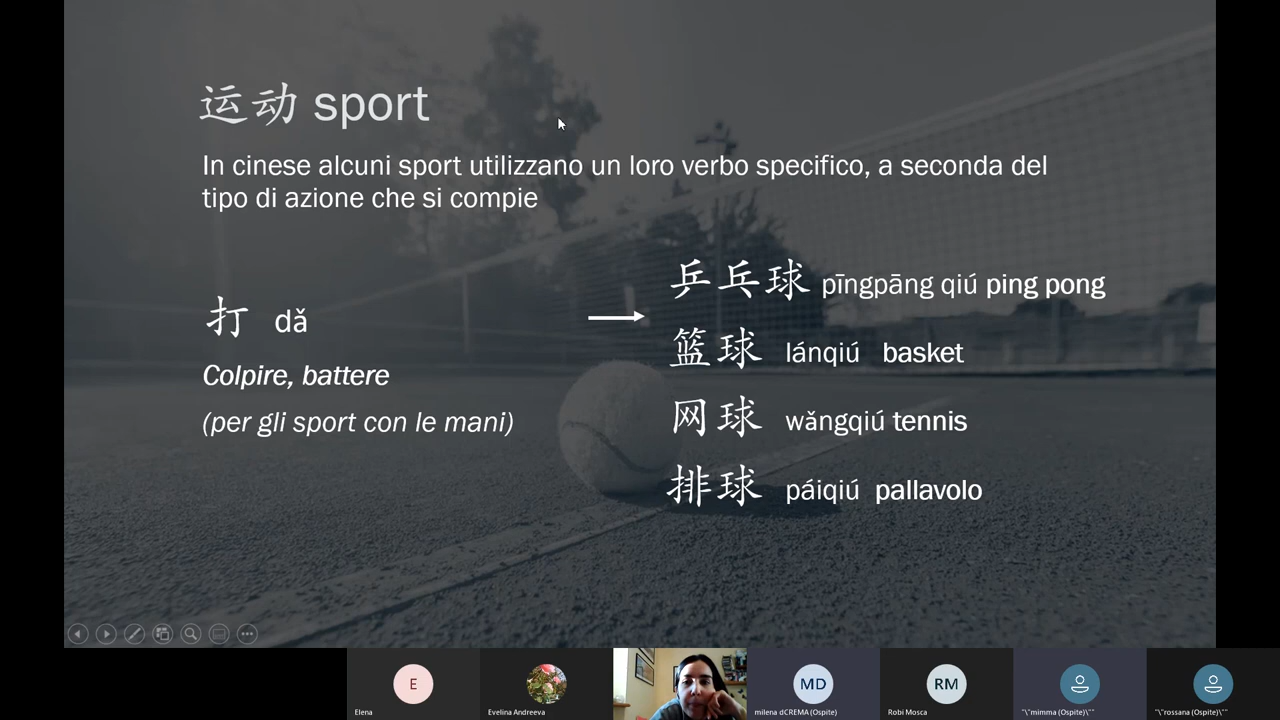 运动 sport
In cinese alcuni sport utilizzano un loro verbo specifico, a seconda del
tipo di azione che si compie
打 dǎ
Colpire, battere
(per gli sport con le mani)
乒乓球 pīngpāng qiú ping pong
篮球 lánqiú basket
网球 wǎngqiú tennis
排球 páiqiú pallavolo
E
MD
RM
Elena
Evelina Andreeva
milena dCREMA (Ospite)
Robi Mosca
"\"mimma (Ospite)\""
"\"rossana (Ospite)\""